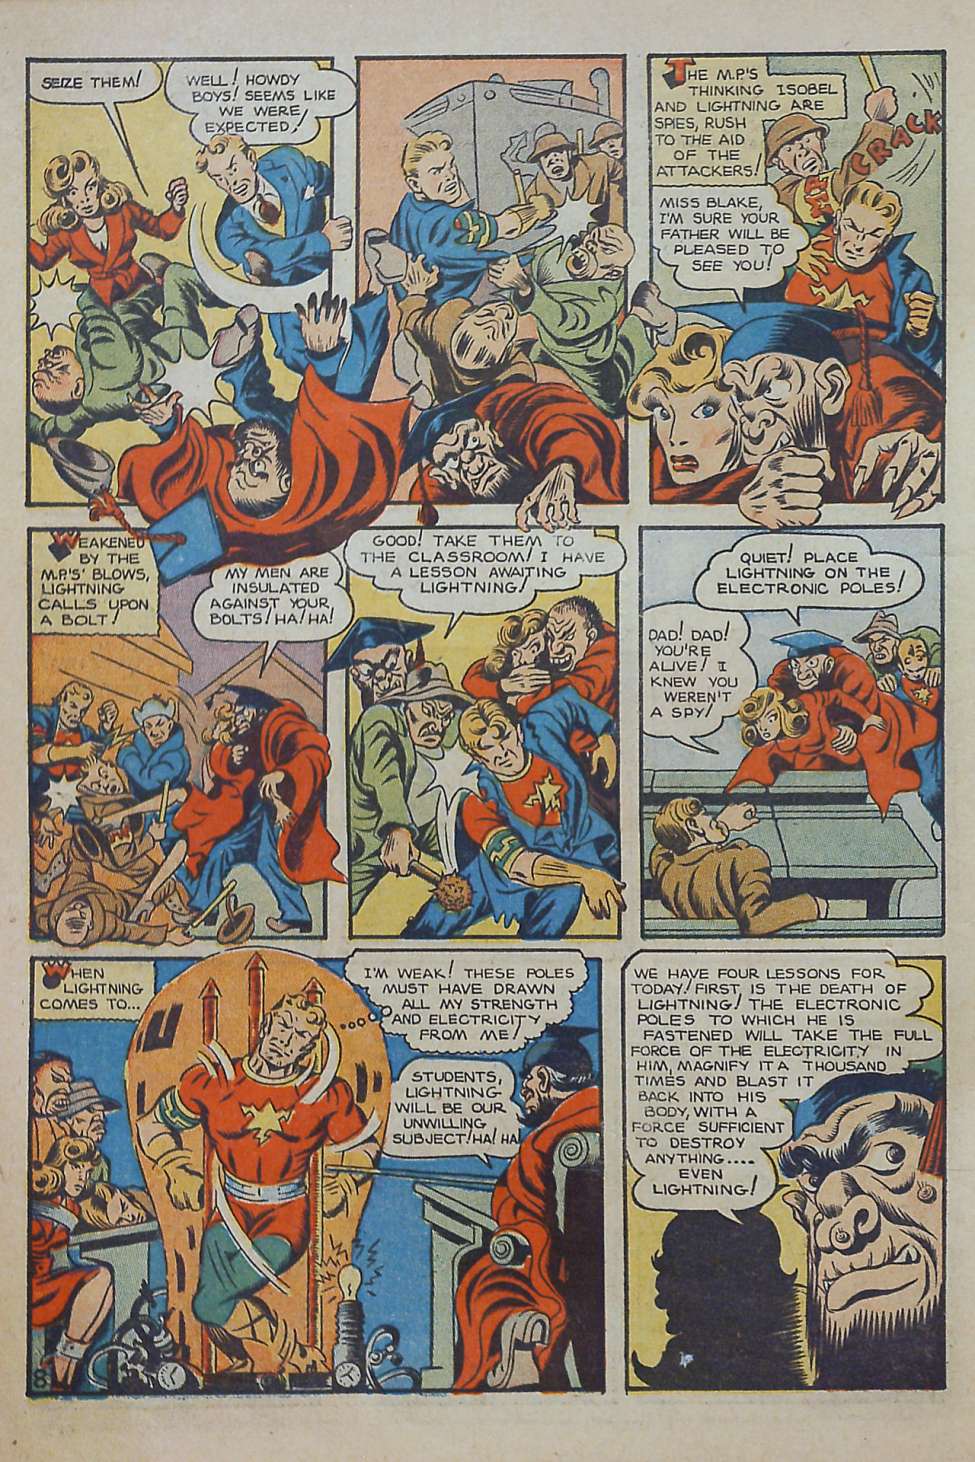 SEIZE THEM!
WELL! HOWDY
BOYS! SEEMS LIKE
WE WERE
EXPECTED!
THE M.P.'S
THINKING ISOBEL
AND LIGHTNING ARE
SPIES, RUSH
TO THE AID
OF THE
ATTACKERS!
CRACK
MISS BLAKE,
I'M SURE YOUR
FATHER WILL BE
PLEASED TO
SEE YOU!
WEAKENED
BY THE
M.P.S' BLOWS,
LIGHTNING
CALLS UPON
A BOLT!
MY MEN ARE
INSULATED
AGAINST YOUR
BOLTS! HA! HA!
GOOD! TAKE THEM TO
THE CLASSROOM! I HAVE
A LESSON AWAITING
LIGHTNING!
QUIET! PLACE
LIGHTNING ON THE
ELECTRONIC POLES!
DAD! DAD!
YOU'RE
ALIVE! I
KNEW YOU
WEREN'T
A SPY!
WHEN
LIGHTNING
COMES TO...
I'M WEAK! THESE POLES
MUST HAVE DRAWN
ALL MY STRENGTH
AND ELECTRICITY
FROM ME!
STUDENTS,
LIGHTNING
WILL BE OUR
UNWILLING
SUBJECT! HA! HA!
WE HAVE FOUR LESSONS FOR
TODAY! FIRST, IS THE DEATH OF
LIGHTNING! THE ELECTRONIC
POLES TO WHICH HE IS
FASTENED WILL TAKE THE FULL
FORCE OF THE ELECTRICITY IN
HIM, MAGNIFY IT A THOUSAND
TIMES AND BLAST IT
BACK INTO HIS
BODY, WITH A
FORCE SUFFICIENT
TO DESTROY
ANYTHING....
EVEN
LIGHTNING!
8